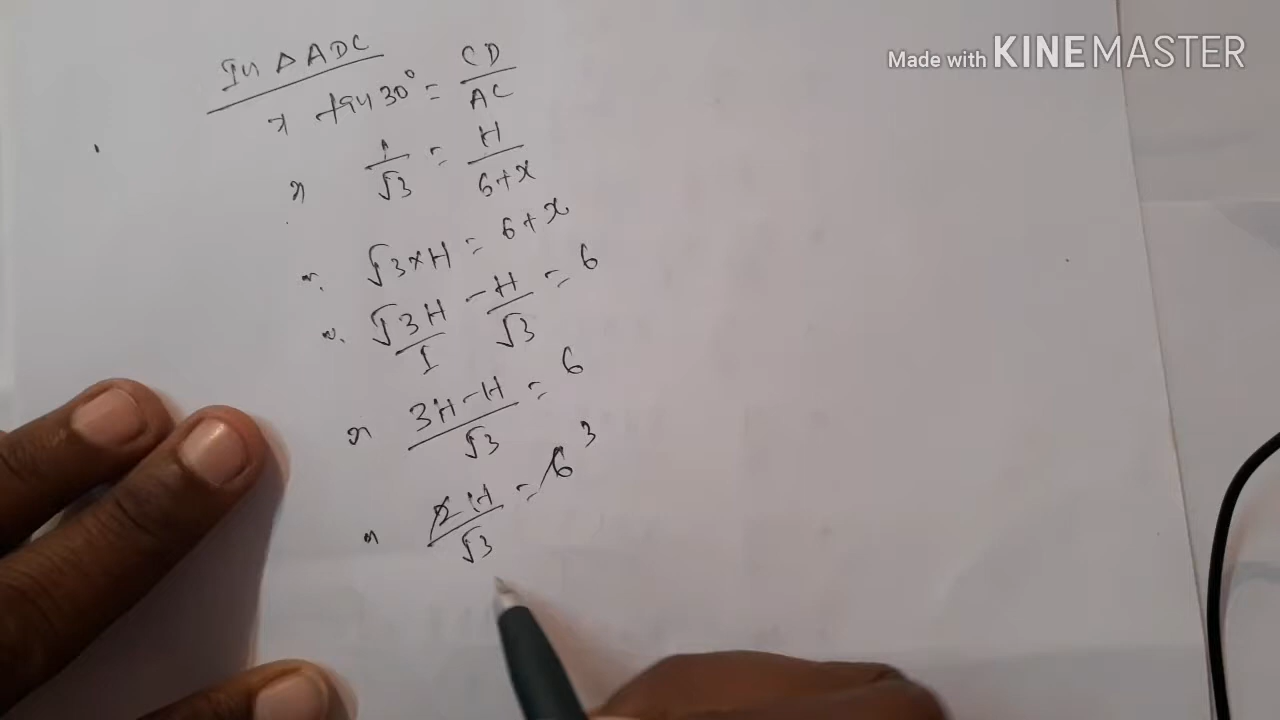 Made with KINEMASTER
In △ ADC
⇒ tan 30° = CD/AC
⇒ 1/√3 = H/6+x
⇒ √3×H = 6+x
⇒ √3H/1 - H/√3 = 6
⇒ 3H-H/√3 = 6
⇒ 2H/√3 = 6 3